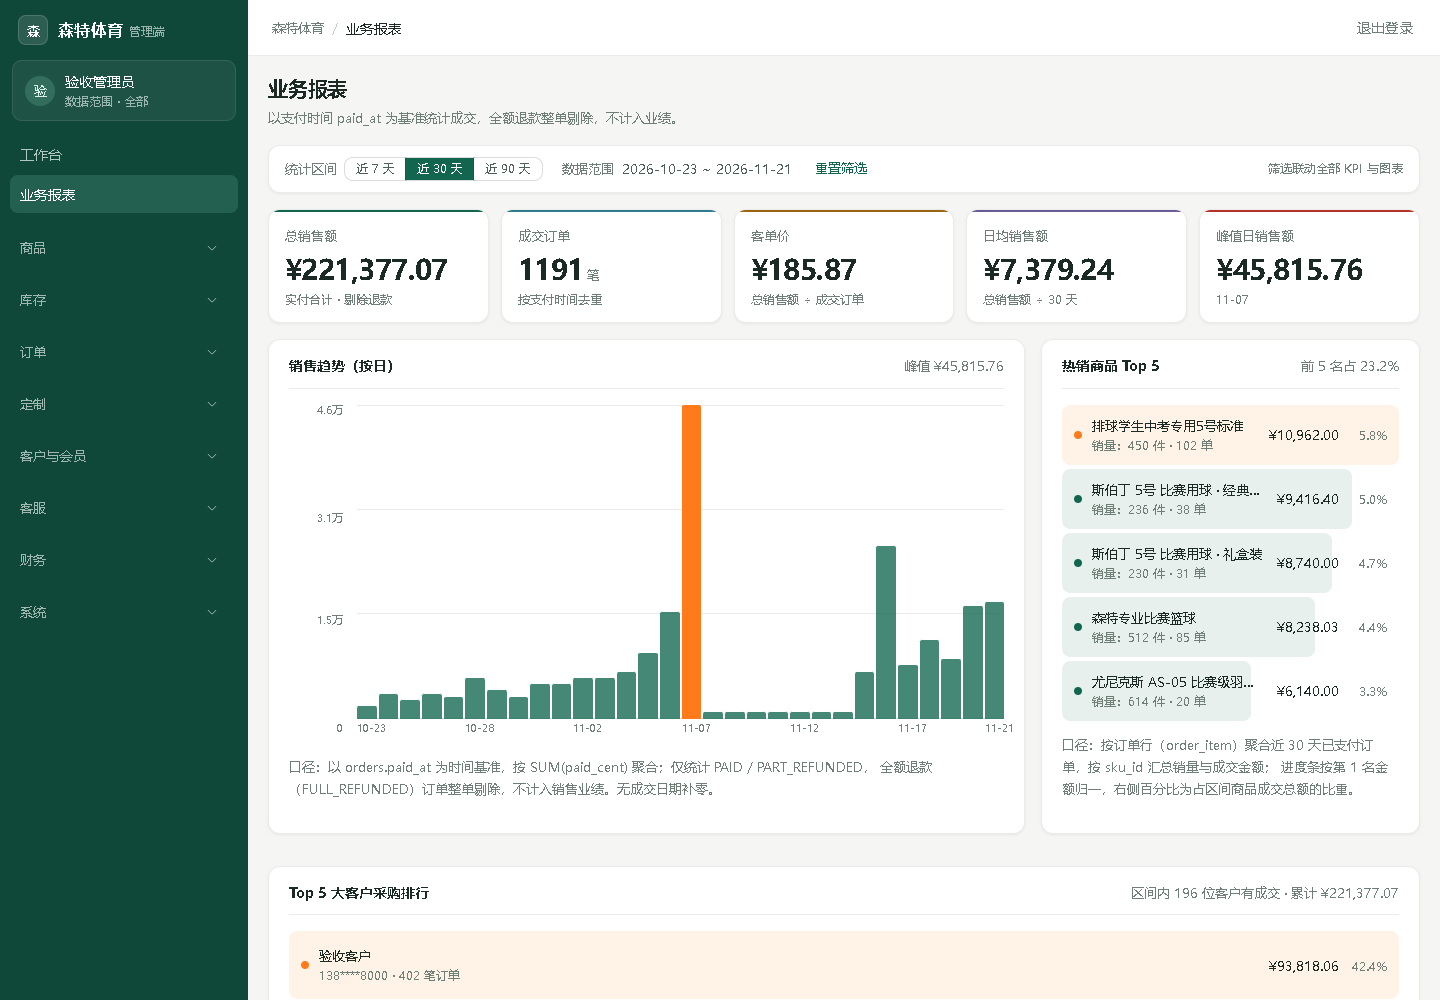 森 森特体育 管理端
验 验收管理员
数据范围 · 全部
工作台
业务报表
商品
库存
订单
定制
客户与会员
客服
财务
系统
森特体育 / 业务报表
退出登录
业务报表
以支付时间 paid_at 为基准统计成交，全额退款整单剔除，不计入业绩。
统计区间 近 7 天 近 30 天 近 90 天 数据范围 2026-10-23 ~ 2026-11-21 重置筛选 筛选联动全部 KPI 与图表
总销售额
¥221,377.07
实付合计 · 剔除退款
成交订单
1191 笔
按支付时间去重
客单价
¥185.87
总销售额 ÷ 成交订单
日均销售额
¥7,379.24
总销售额 ÷ 30 天
峰值日销售额
¥45,815.76
11-07
销售趋势（按日） 峰值 ¥45,815.76
4.6万
3.1万
1.5万
0
10-23 10-28 11-02 11-07 11-12 11-17 11-21
口径：以 orders.paid_at 为时间基准，按 SUM(paid_cent) 聚合；仅统计 PAID / PART_REFUNDED， 全额退款
（FULL_REFUNDED）订单整单剔除，不计入销售业绩。无成交日期补零。
热销商品 Top 5 前 5 名占 23.2%
排球学生中考专用5号标准 ¥10,962.00 5.8%
销量：450 件 · 102 单
斯伯丁 5号 比赛用球 · 经典... ¥9,416.40 5.0%
销量：236 件 · 38 单
斯伯丁 5号 比赛用球 · 礼盒装 ¥8,740.00 4.7%
销量：230 件 · 31 单
森特专业比赛篮球 ¥8,238.03 4.4%
销量：512 件 · 85 单
尤尼克斯 AS-05 比赛级羽... ¥6,140.00 3.3%
销量：614 件 · 20 单
口径：按订单行（order_item）聚合近 30 天已支付订
单，按 sku_id 汇总销量与成交金额； 进度条按第 1 名金
额归一，右侧百分比为占区间商品成交总额的比重。
Top 5 大客户采购排行 区间内 196 位客户有成交 · 累计 ¥221,377.07
验收客户 ¥93,818.06 42.4%
138****8000 · 402 笔订单